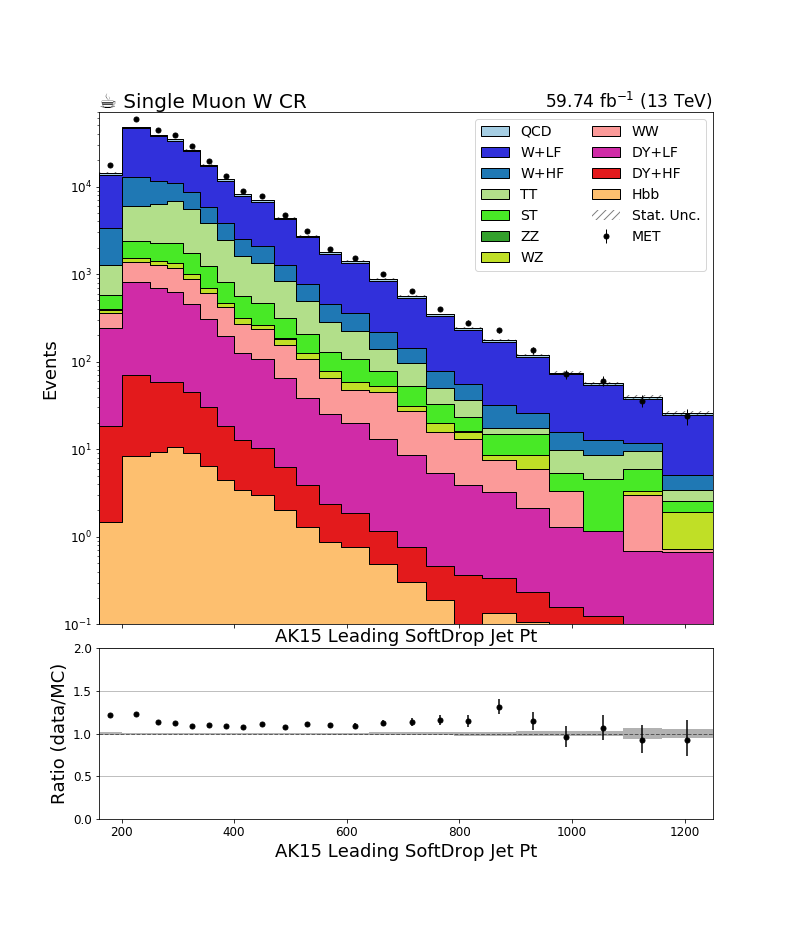 ☕ Single Muon W CR
59.74 fb⁻¹ (13 TeV)
QCD
W+LF
W+HF
TT
ST
ZZ
WZ
WW
DY+LF
DY+HF
Hbb
Stat. Unc.
MET
Events
10⁴
10³
10²
10¹
10⁰
10⁻¹
AK15 Leading SoftDrop Jet Pt
Ratio (data/MC)
2.0
1.5
1.0
0.5
0.0
200 400 600 800 1000 1200
AK15 Leading SoftDrop Jet Pt